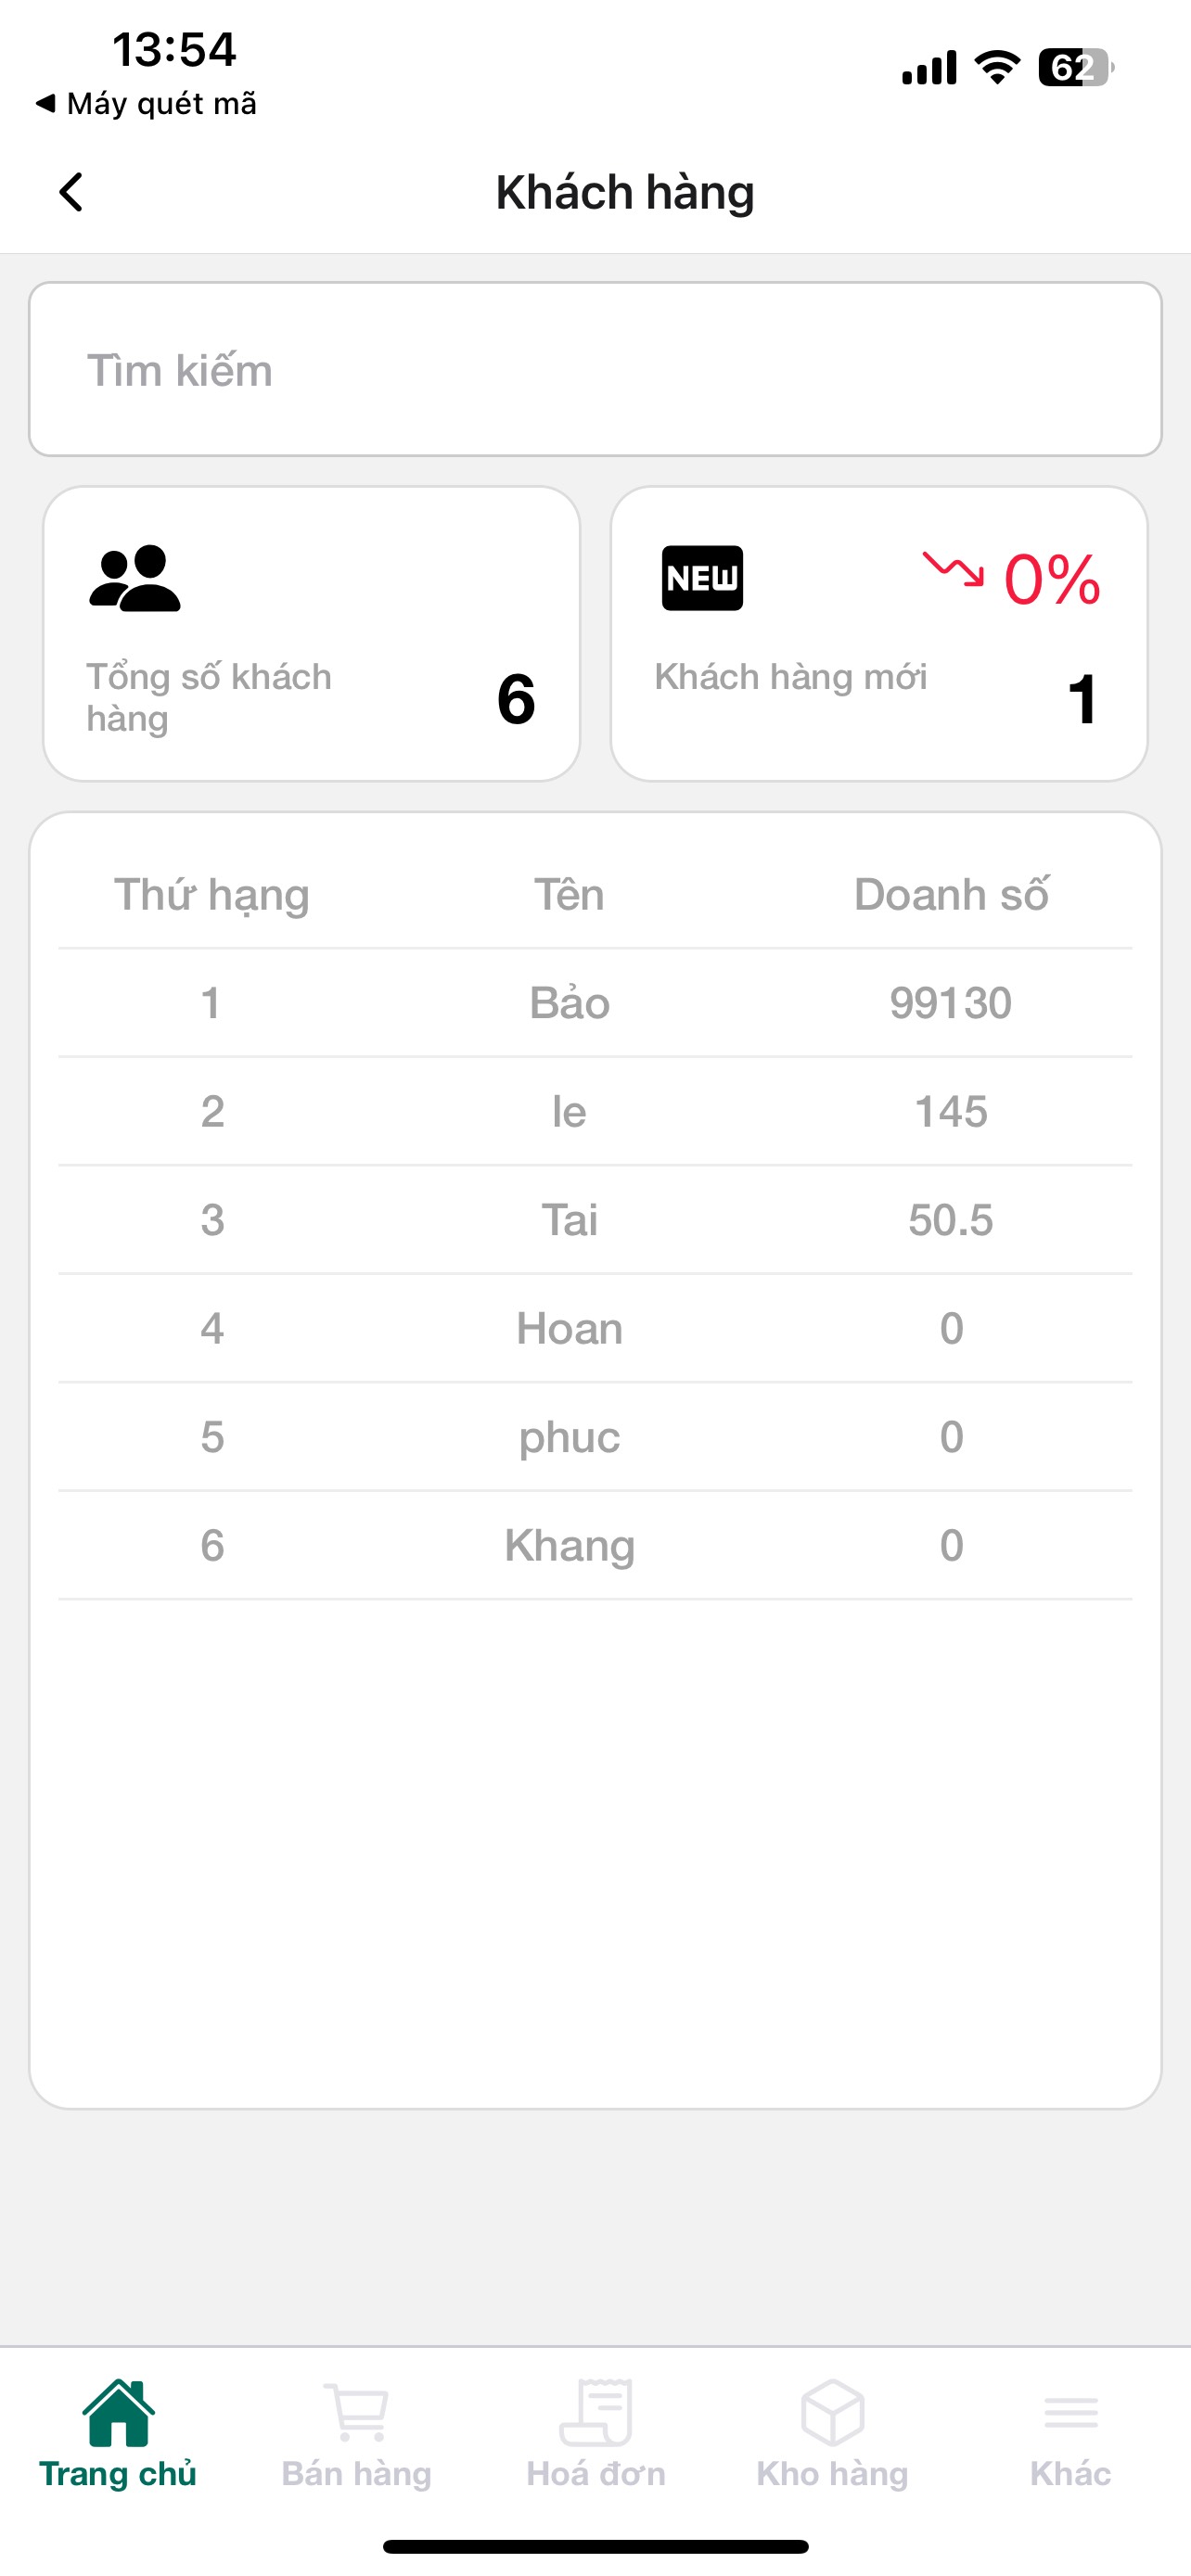 13:54
62
◀ Máy quét mã
Khách hàng
Tìm kiếm
Tổng số khách
hàng
6
NEW
0%
Khách hàng mới
1
Thứ hạng Tên Doanh số
1 Bảo 99130
2 le 145
3 Tai 50.5
4 Hoan 0
5 phuc 0
6 Khang 0
Trang chủ Bán hàng Hoá đơn Kho hàng Khác